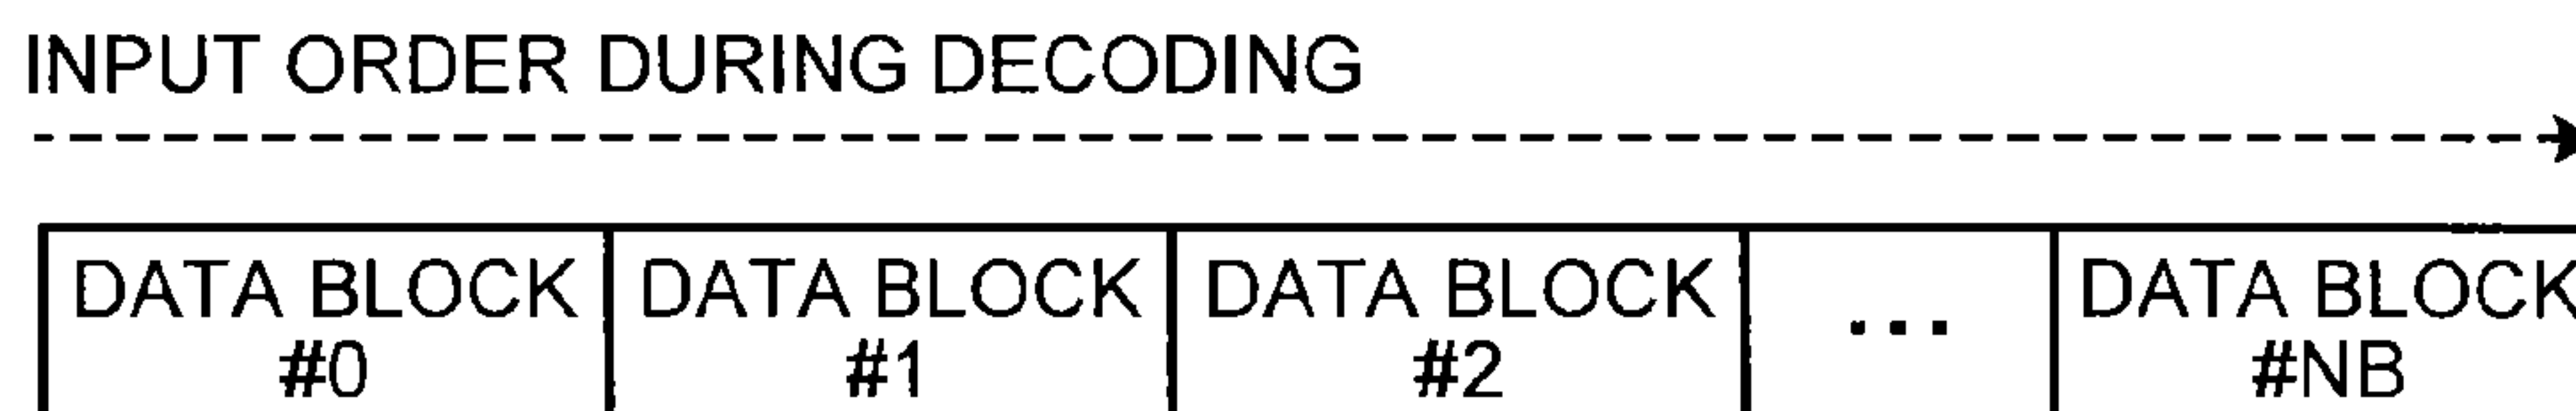 INPUT ORDER DURING DECODING
DATA BLOCK DATA BLOCK DATA BLOCK ... DATA BLOCK
#0 #1 #2 #NB